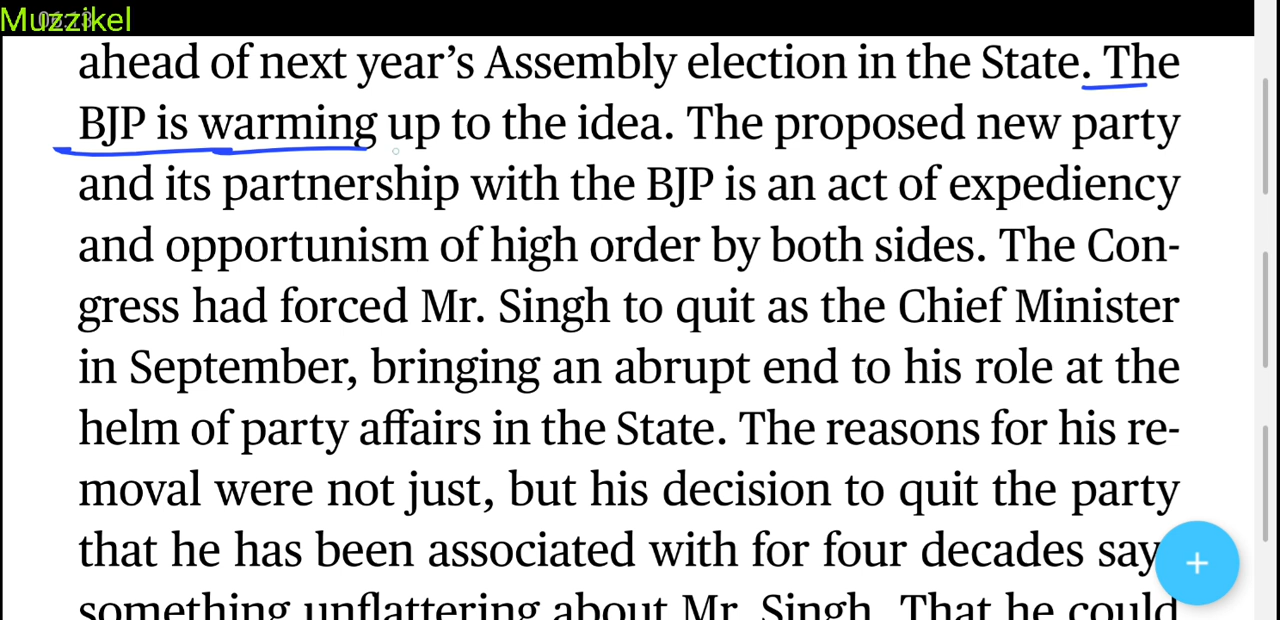 Muzzikel
ahead of next year’s Assembly election in the State. The
BJP is warming up to the idea. The proposed new party
and its partnership with the BJP is an act of expediency
and opportunism of high order by both sides. The Con-
gress had forced Mr. Singh to quit as the Chief Minister
in September, bringing an abrupt end to his role at the
helm of party affairs in the State. The reasons for his re-
moval were not just, but his decision to quit the party
that he has been associated with for four decades say
something unflattering about Mr. Singh. That he could